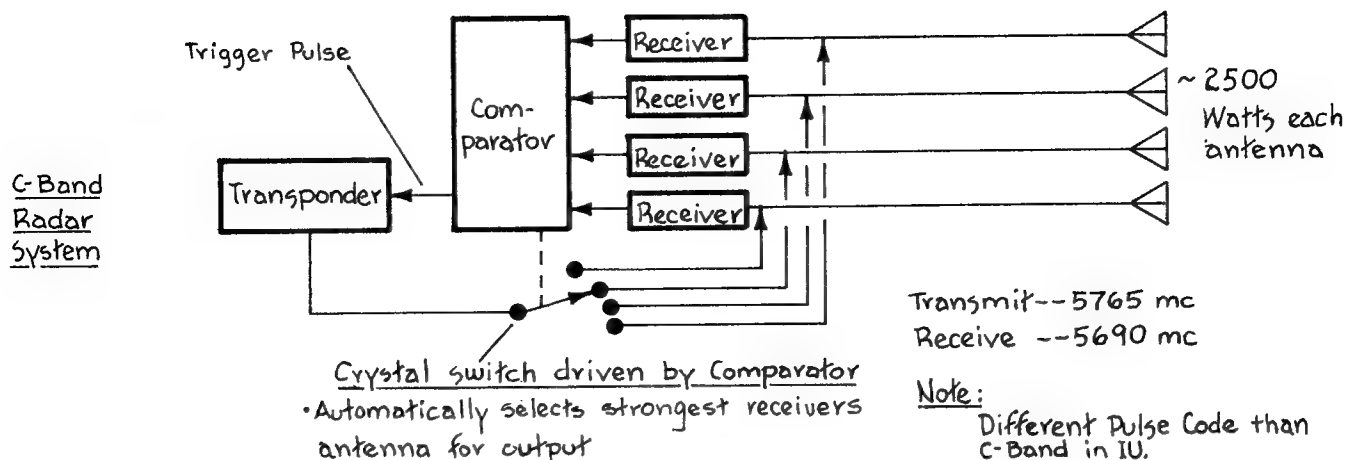 Trigger Pulse
Com-
parator
Receiver
Receiver
Receiver
Receiver
~ 2500
Watts each
antenna
C-Band
Radar
System
Transponder
Transmit--5765 mc
Receive --5690 mc
Crystal switch driven by Comparator
•Automatically selects strongest receivers
antenna for output
Note:
Different Pulse Code than
C-Band in IU.